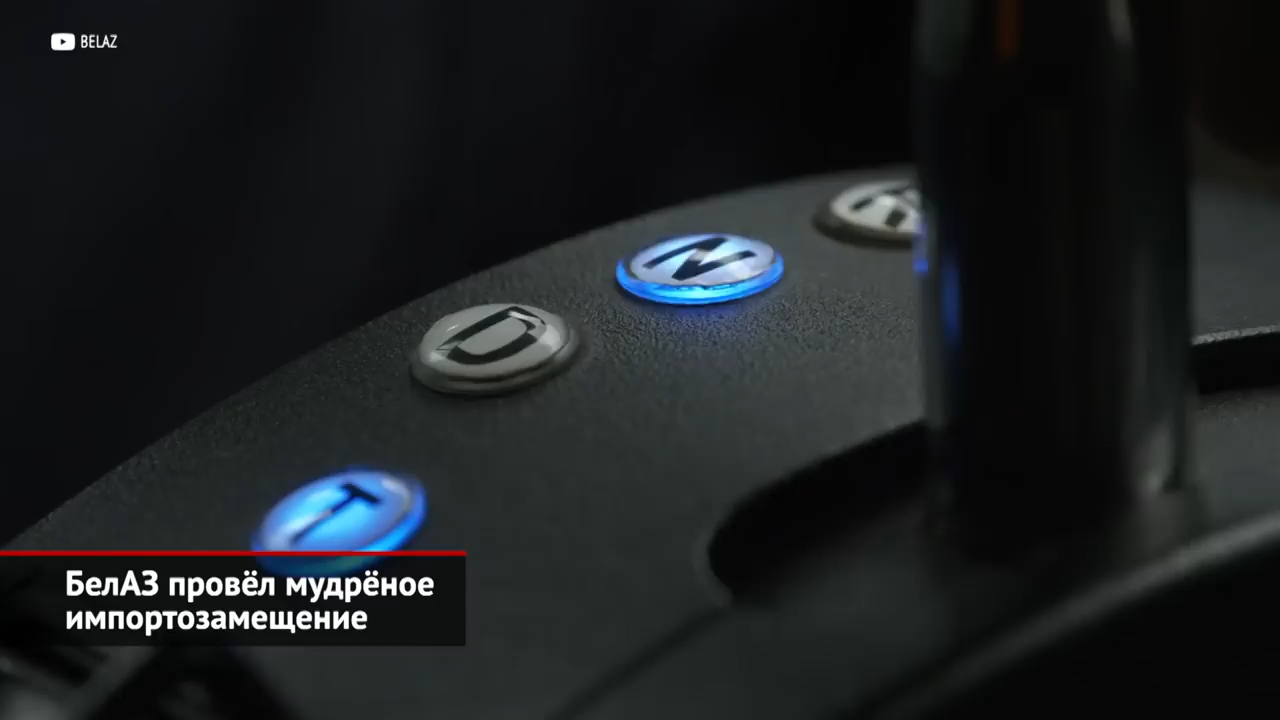 BELAZ
N
D
T
БелАЗ провёл мудрёное
импортозамещение